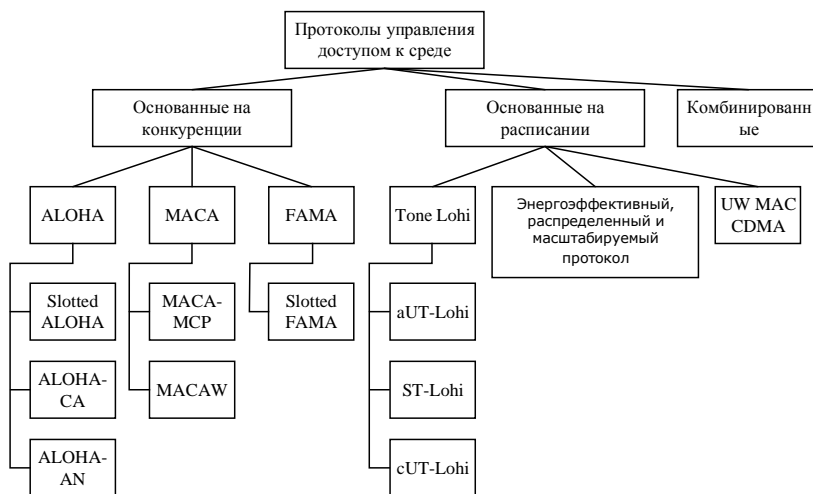 Протоколы управления
доступом к среде
Основанные на
конкуренции
Основанные на
расписании
Комбинированн
ые
ALOHA
MACA
FAMA
Tone Lohi
Энергоэффективный,
распределенный и
масштабируемый
протокол
UW MAC
CDMA
Slotted
ALOHA
MACA-
MCP
Slotted
FAMA
aUT-Lohi
ALOHA-
CA
MACAW
ST-Lohi
ALOHA-
AN
cUT-Lohi